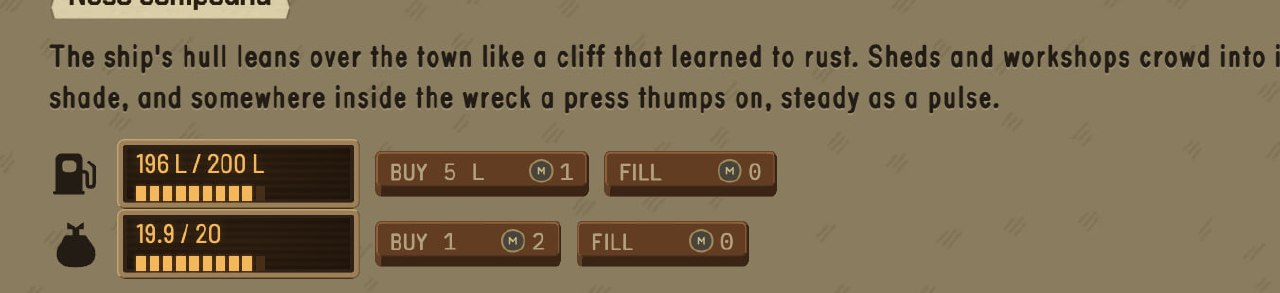 The ship's hull leans over the town like a cliff that learned to rust. Sheds and workshops crowd into
shade, and somewhere inside the wreck a press thumps on, steady as a pulse.
196 L / 200 L
BUY 5 L M 1
FILL M 0
19.9 / 20
BUY 1 M 2
FILL M 0